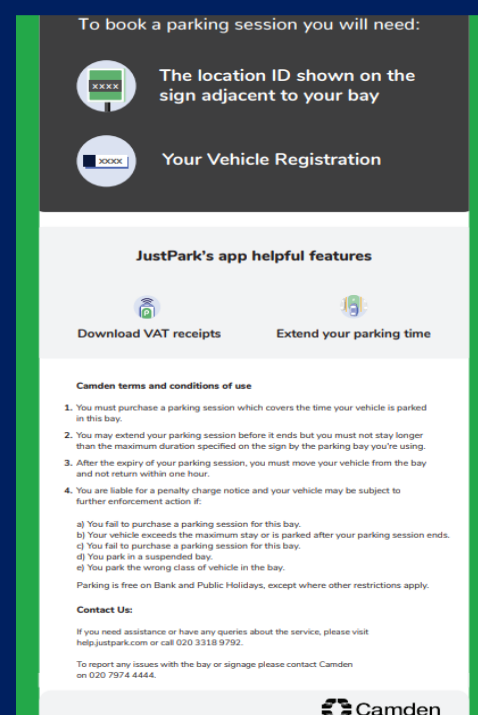 To book a parking session you will need:
xxxx
The location ID shown on the
sign adjacent to your bay
xxxx
Your Vehicle Registration
JustPark's app helpful features
P
Download VAT receipts
Extend your parking time
Camden terms and conditions of use
1. You must purchase a parking session which covers the time your vehicle is parked
in this bay.
2. You may extend your parking session before it ends but you must not stay longer
than the maximum duration specified on the sign by the parking bay you're using.
3. After the expiry of your parking session, you must move your vehicle from the bay
and not return within one hour.
4. You are liable for a penalty charge notice and your vehicle may be subject to
further enforcement action if:
a) You fail to purchase a parking session for this bay.
b) Your vehicle exceeds the maximum stay or is parked after your parking session ends.
c) You fail to purchase a parking session for this bay.
d) You park in a suspended bay.
e) You park the wrong class of vehicle in the bay.
Parking is free on Bank and Public Holidays, except where other restrictions apply.
Contact Us:
If you need assistance or have any queries about the service, please visit
help.justpark.com or call 020 3318 9792.
To report any issues with the bay or signage please contact Camden
on 020 7974 4444.
Camden